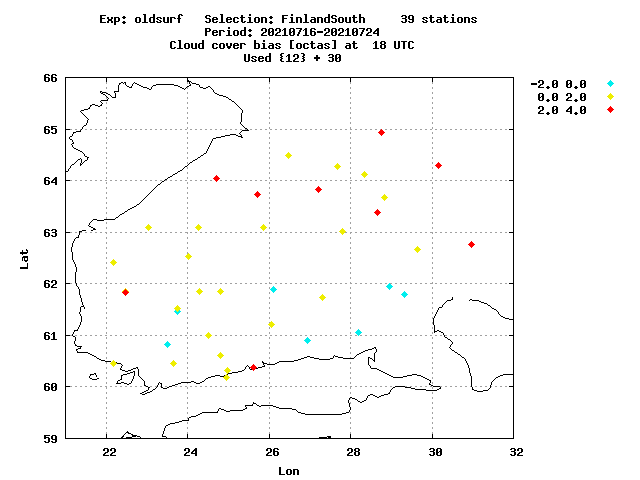 Exp: oldsurf Selection: FinlandSouth 39 stations
Period: 20210716-20210724
Cloud cover bias [octas] at 18 UTC
Used {12} + 30
-2.0 0.0
0.0 2.0
2.0 4.0
66
65
64
63
62
61
60
59
Lat
22
24
26
28
30
32
Lon